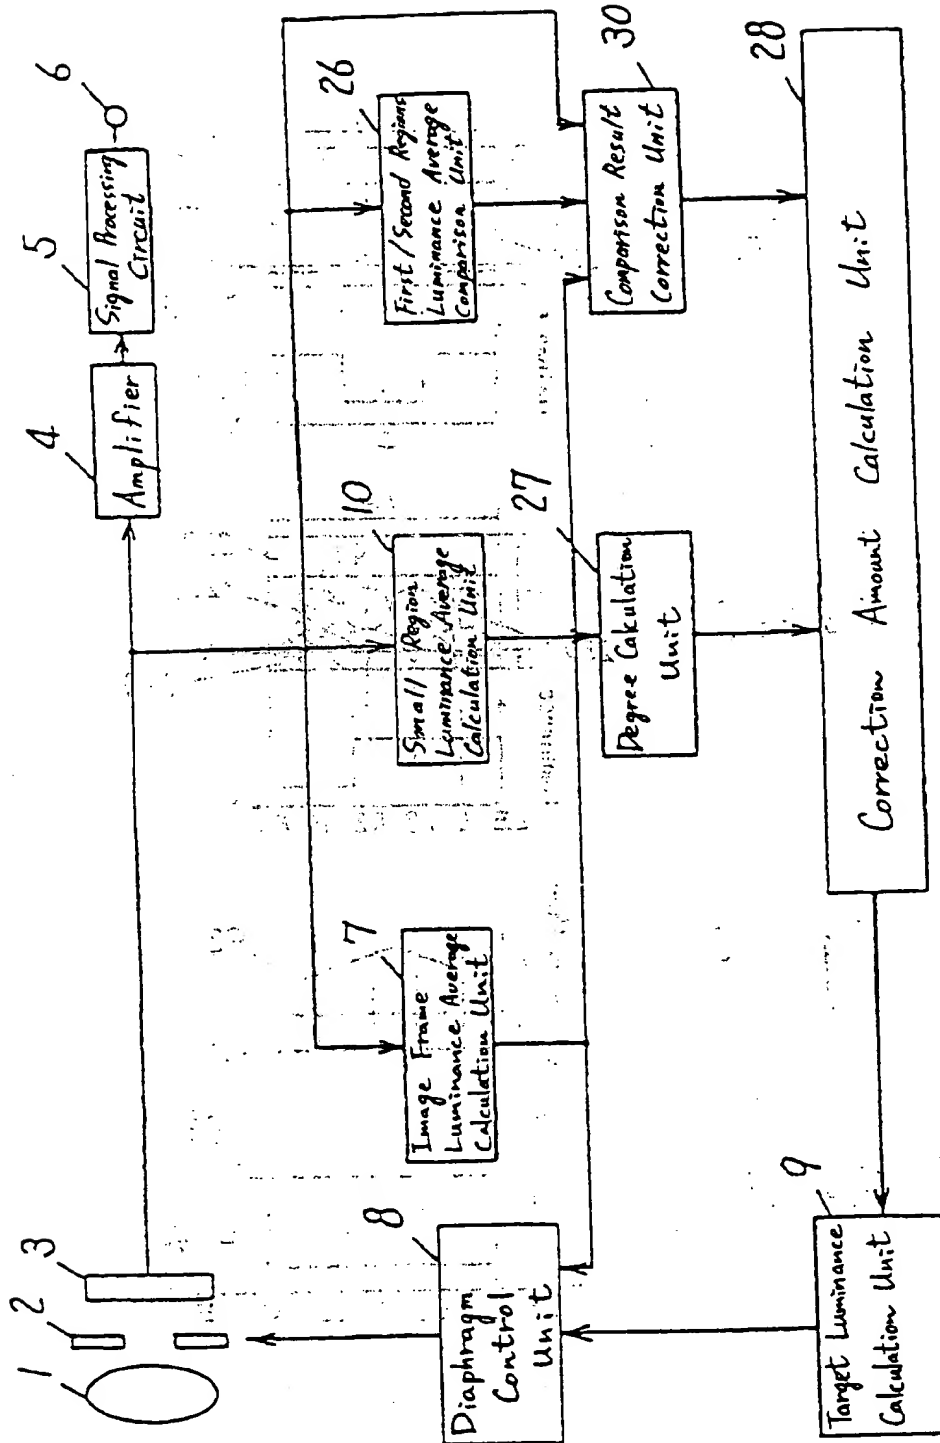 1
2
3
4
Amplifier
5
Signal Processing
Circuit
6
8
Diaphragm
Control
Unit
7
Image Frame
Luminance Average
Calculation Unit
10
Small Region
Luminance Average
Calculation Unit
26
First/Second Regions
Luminance Average
Comparison Unit
27
Degree Calculation
Unit
30
Comparison Result
Correction Unit
9
Target Luminance
Calculation Unit
28
Correction Amount Calculation Unit